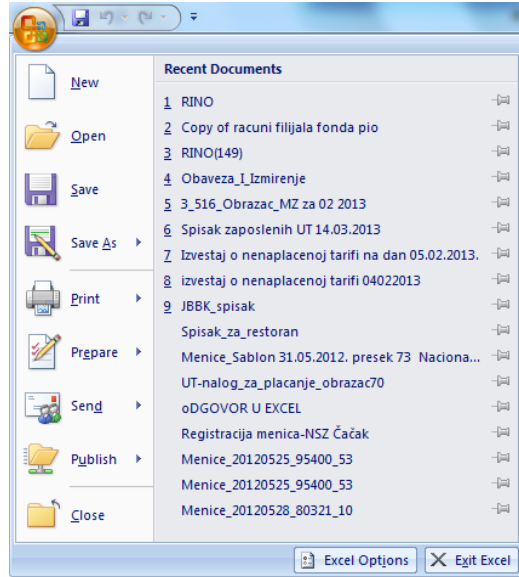 New
Open
Save
Save As
Print
Prepare
Send
Publish
Close
Recent Documents
1 RINO
2 Copy of racuni filijala fonda pio
3 RINO(149)
4 Obaveza_I_Izmirenje
5 3_516_Obrazac_MZ za 02 2013
6 Spisak zaposlenih UT 14.03.2013
7 Izvestaj o nenaplacenoj tarifi na dan 05.02.2013.
8 izvestaj o nenaplacenoj tarifi 04022013
9 JBBK_spisak
Spisak_za_restoran
Menice_Sablon 31.05.2012. presek 73 Naciona...
UT-nalog_za_placanje_obrazac70
oDGOVOR U EXCEL
Registracija menica-NSZ Čačak
Menice_20120525_95400_53
Menice_20120525_95400_53
Menice_20120528_80321_10
Excel Options
Exit Excel